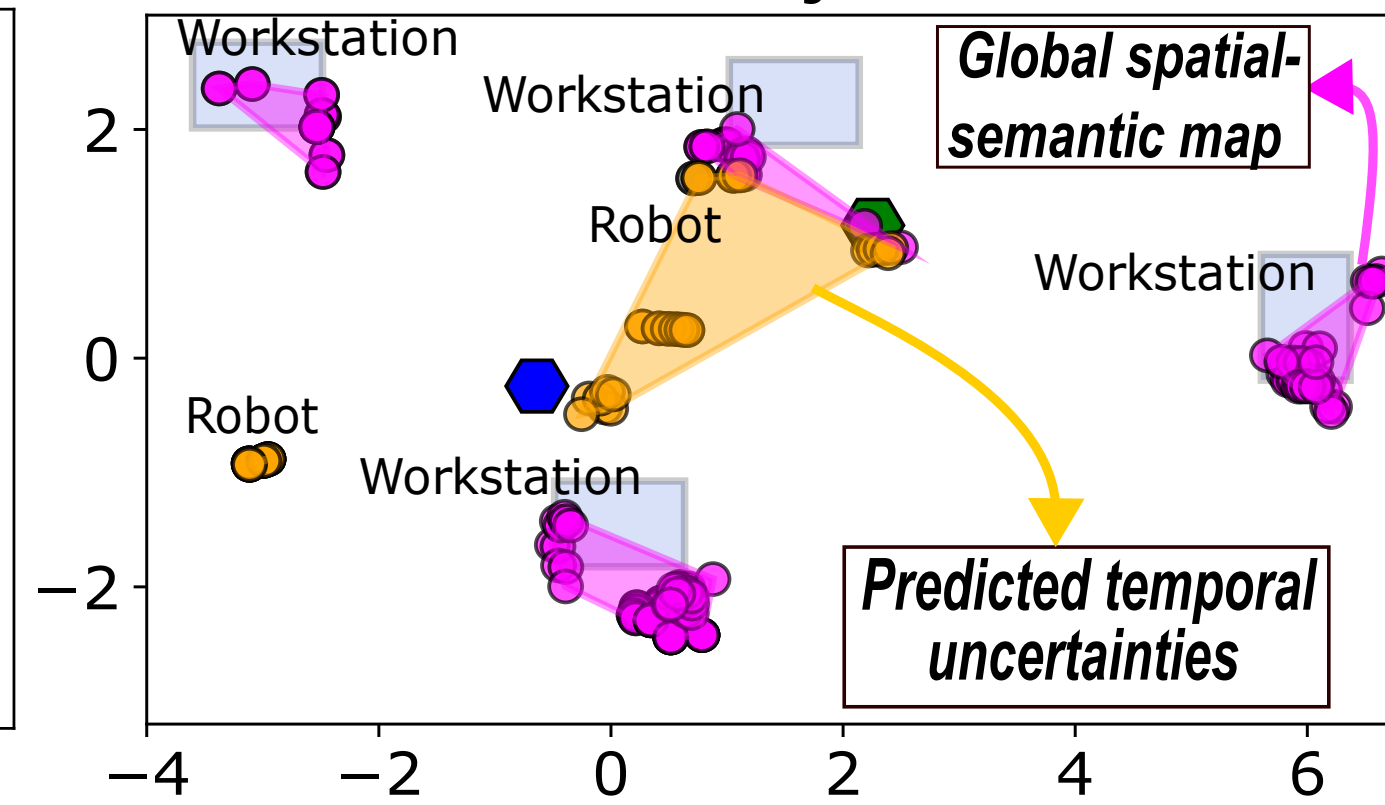 Workstation
Workstation
Global spatial-
semantic map
2
Robot
Workstation
0
Robot
Workstation
−2
Predicted temporal
uncertainties
−4
−2
0
2
4
6